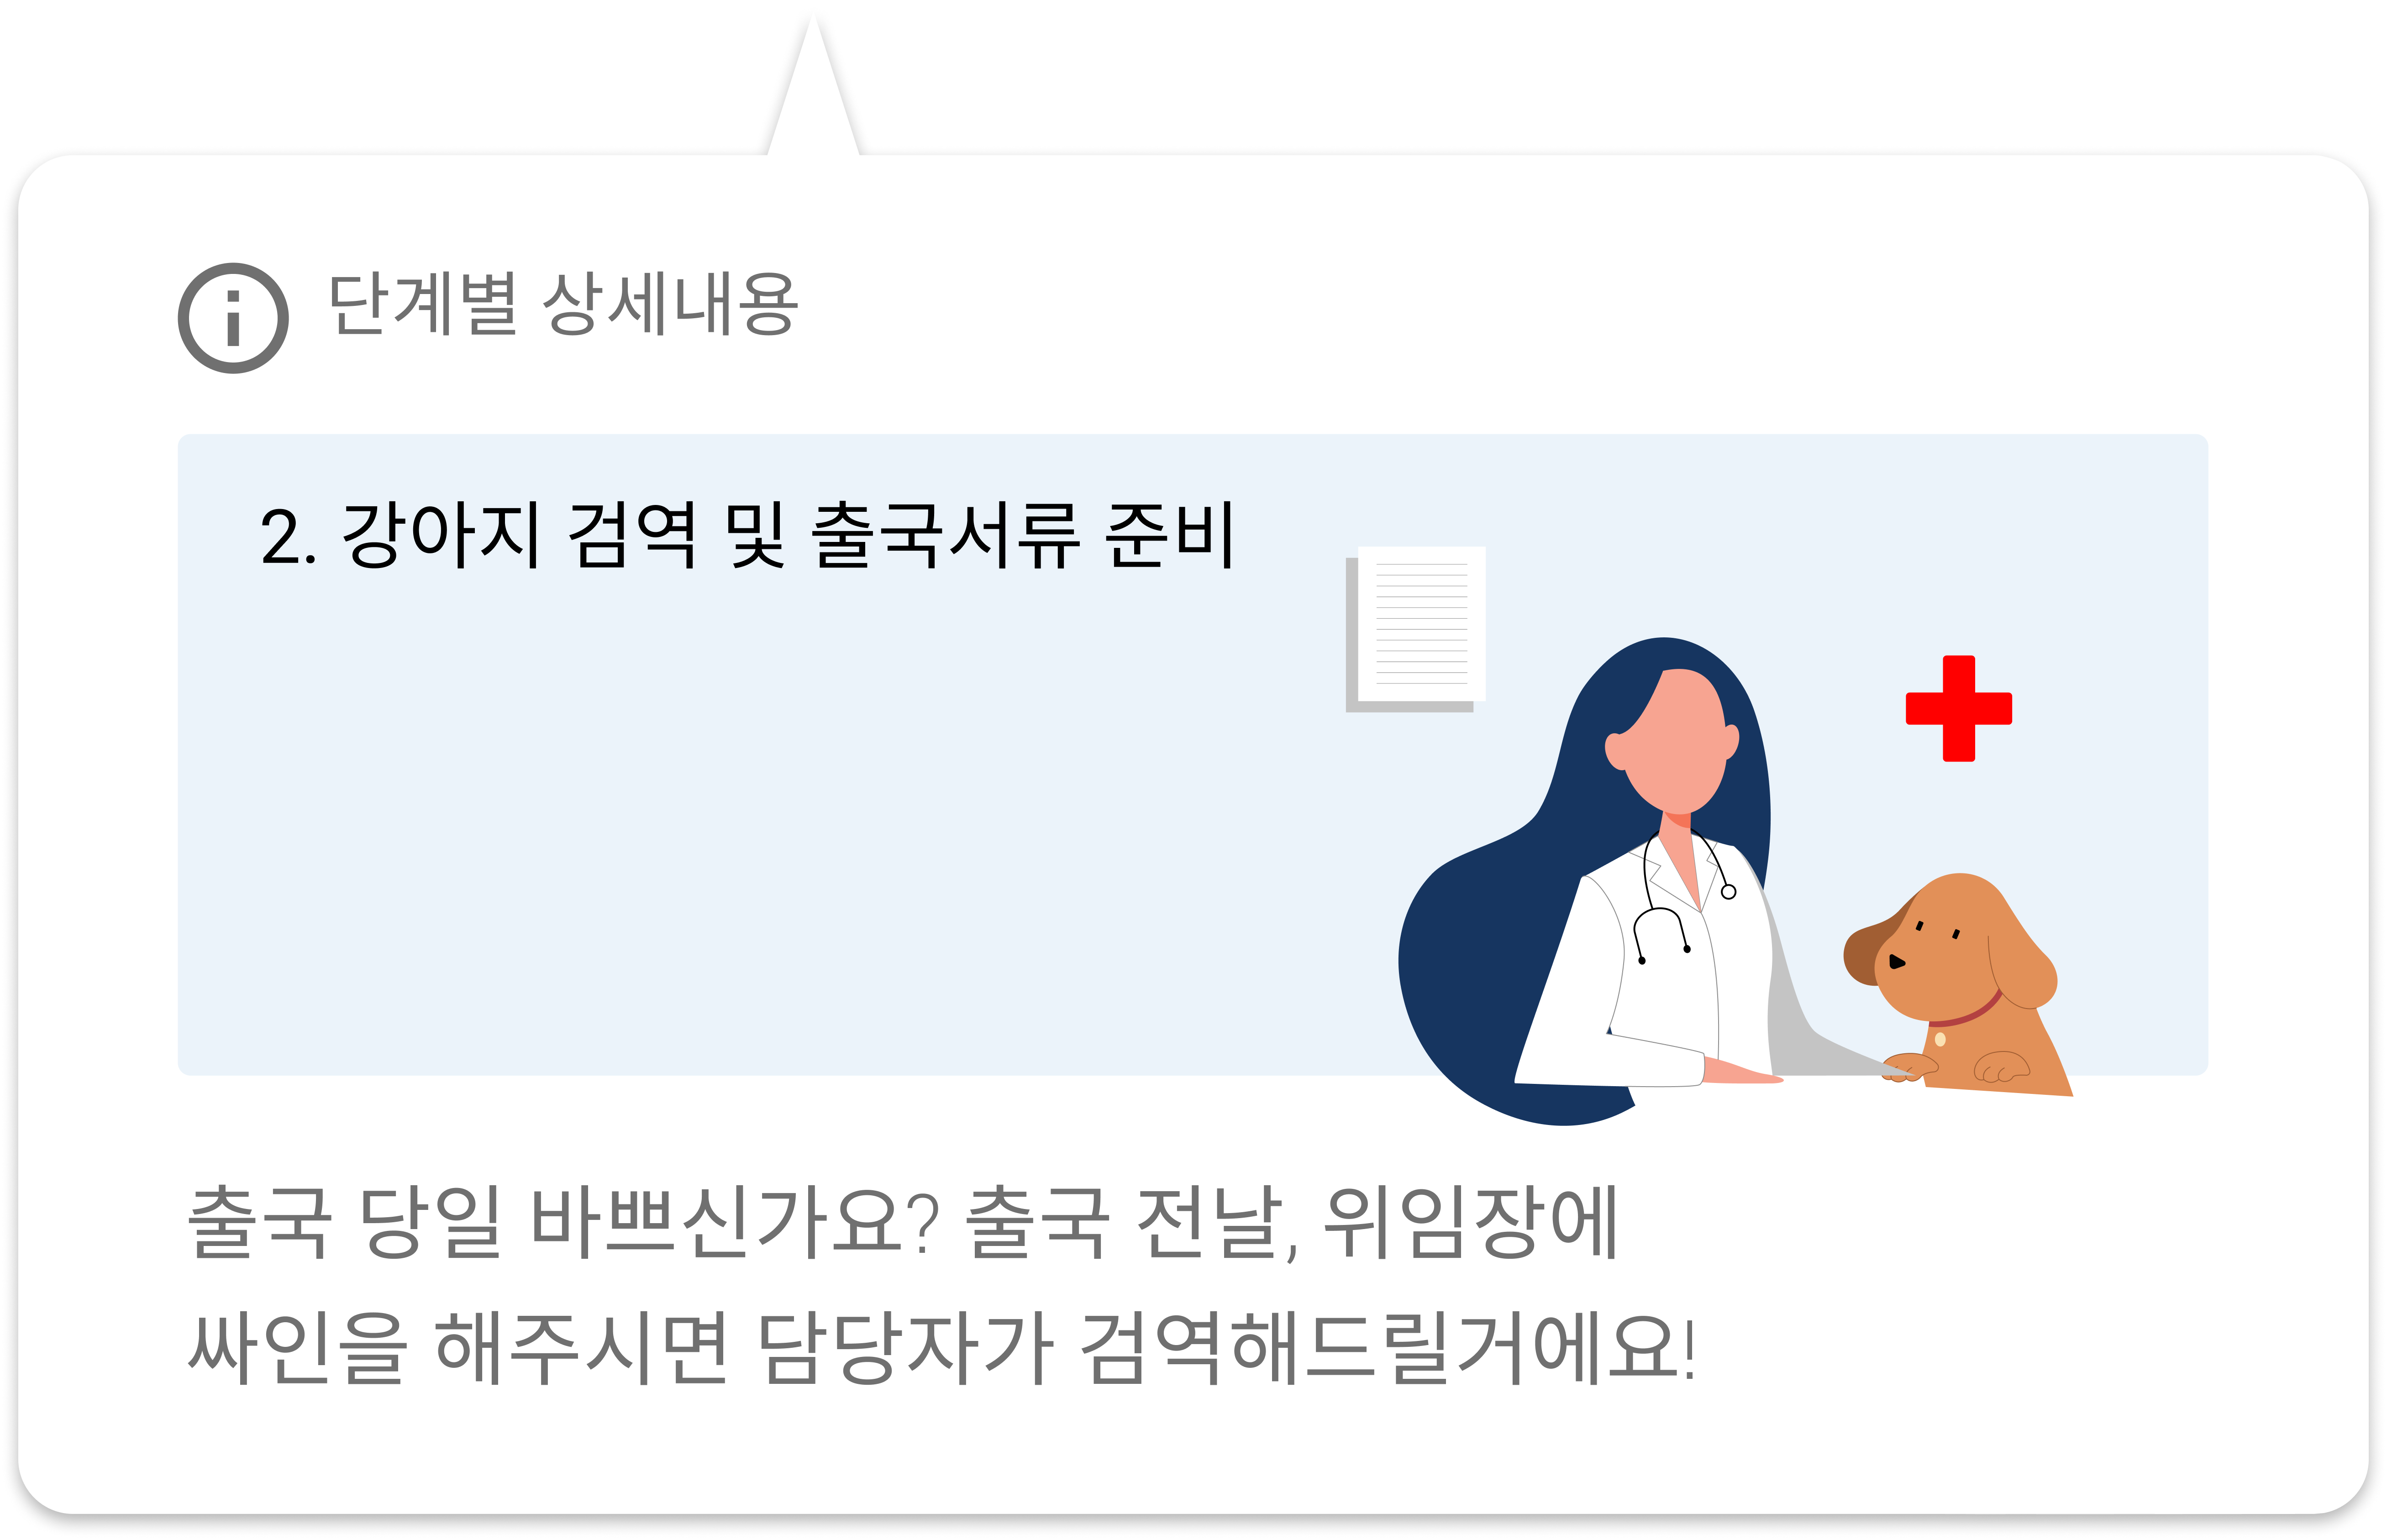 단계별 상세내용
2. 강아지 검역 및 출국서류 준비
출국 당일 바쁘신가요? 출국 전날, 위임장에
싸인을 해주시면 담당자가 검역해드릴거에요!